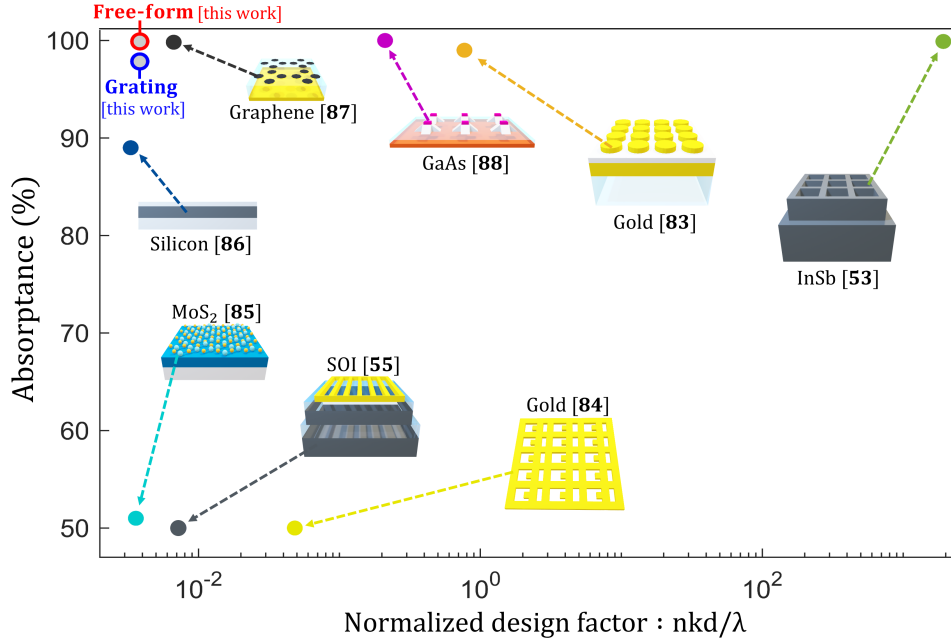 Free-form [this work]
Grating
[this work]
Graphene [87]
GaAs [88]
Gold [83]
InSb [53]
Silicon [86]
MoS₂ [85]
SOI [55]
Gold [84]
Absorptance (%)
100
90
80
70
60
50
10⁻²
10⁰
10²
Normalized design factor : nkd/λ